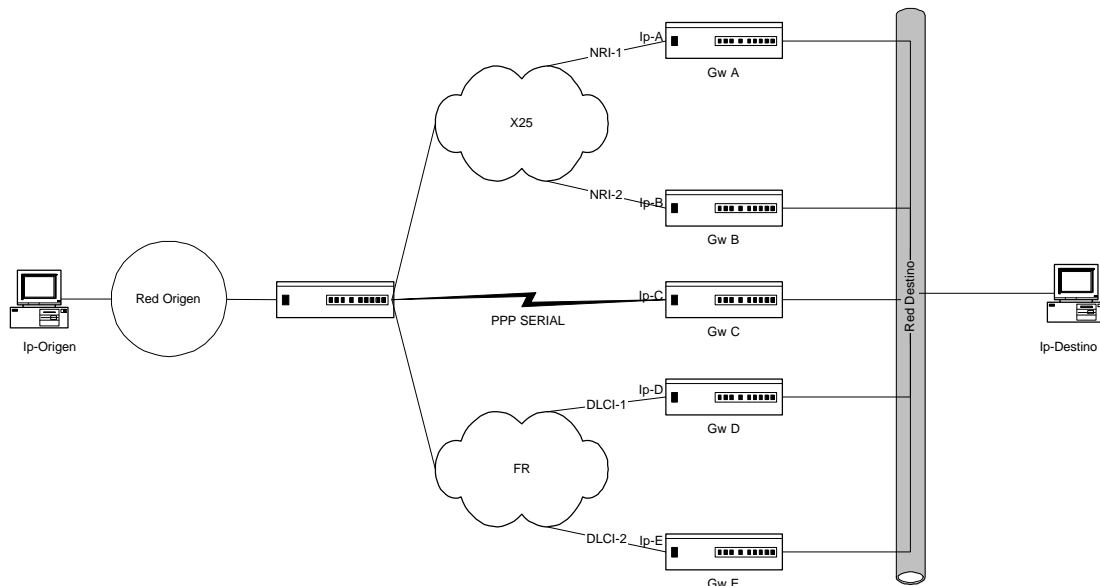 Ip-A
NRI-1
Gw A
X25
NRI-2
Ip-B
Gw B
Red Origen
Ip-Origen
Ip-C
PPP SERIAL
Gw C
Red Destino
Ip-Destino
Ip-D
DLCI-1
Gw D
FR
DLCI-2
Ip-E
Gw E